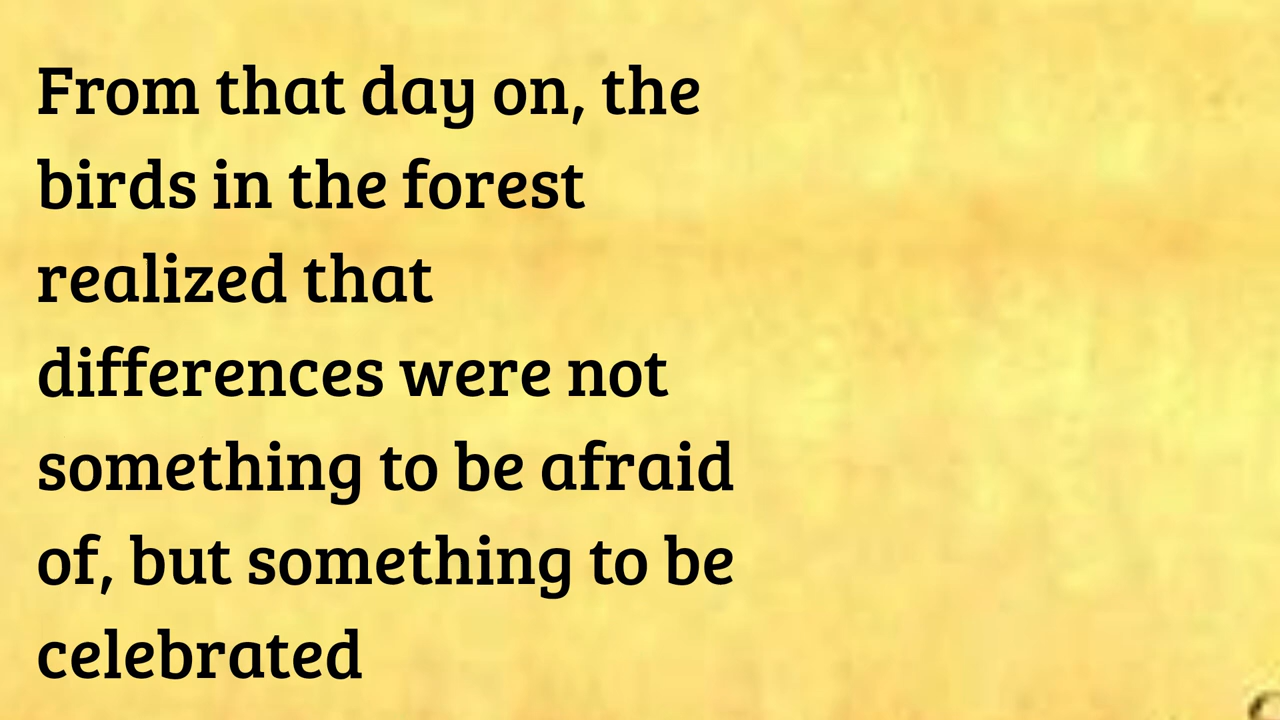 From that day on, the
birds in the forest
realized that
differences were not
something to be afraid
of, but something to be
celebrated